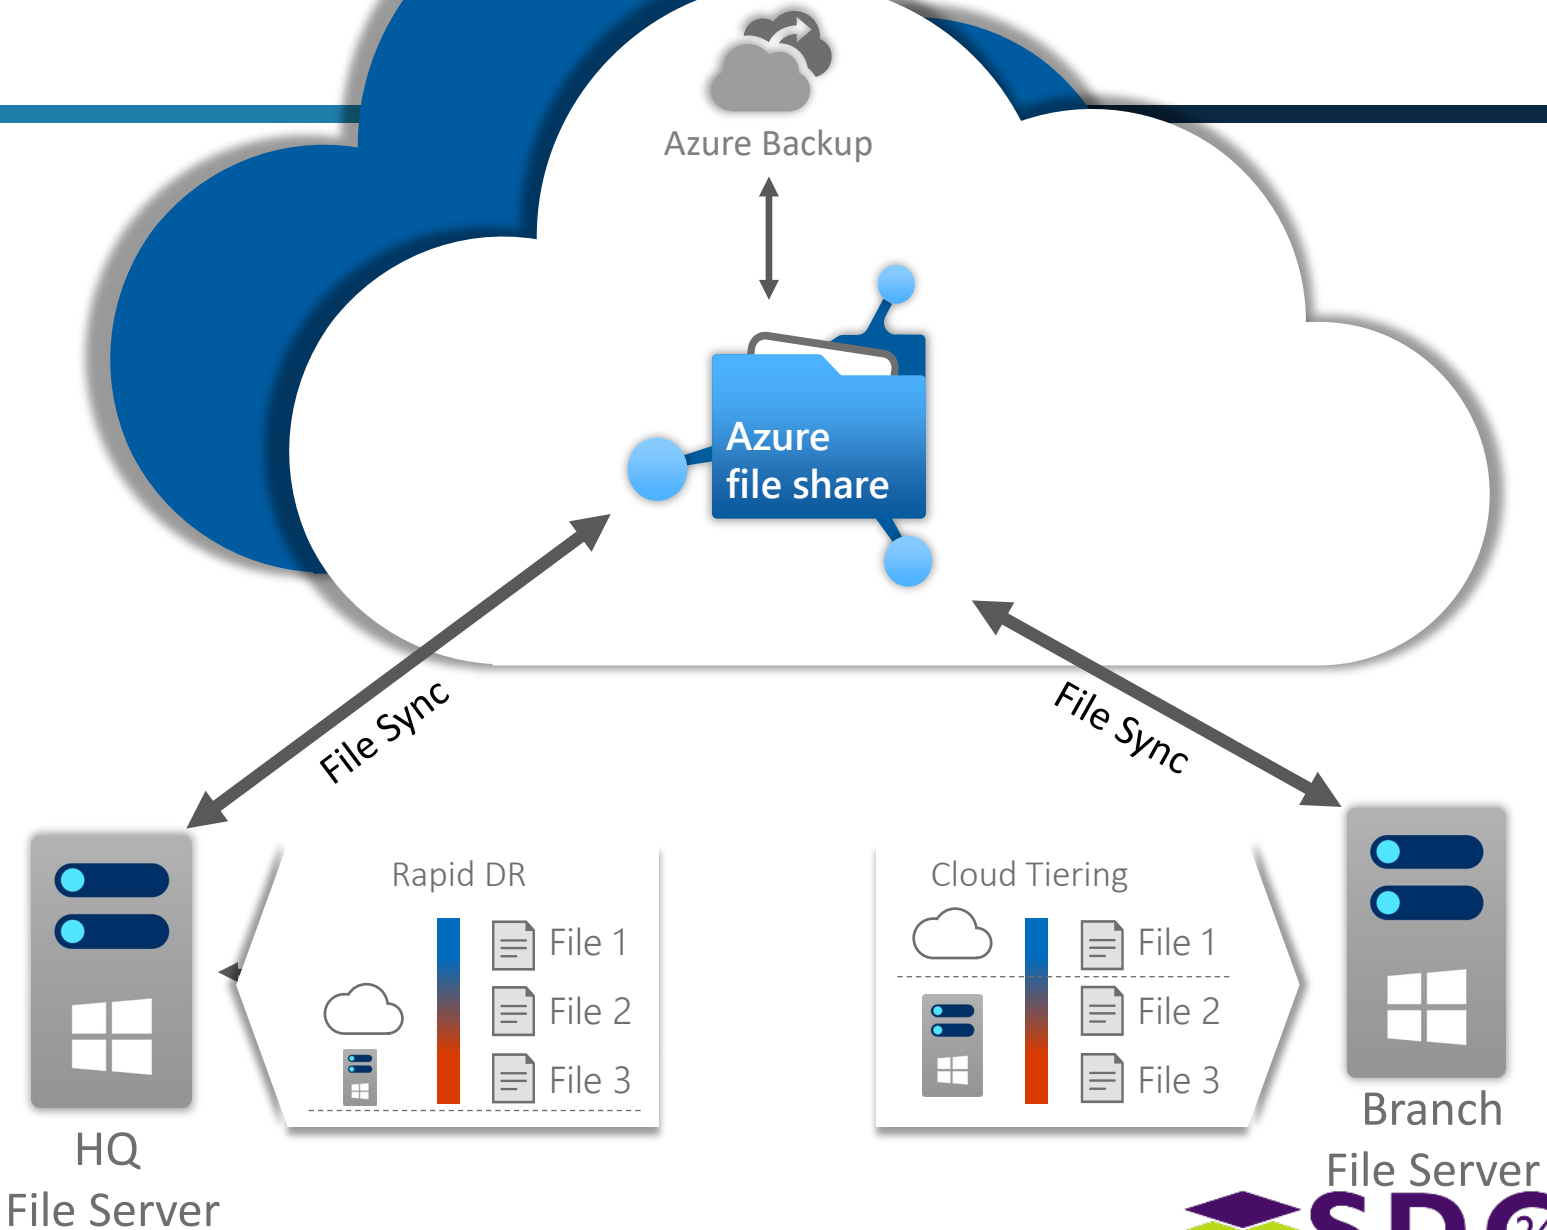 Azure Backup
Azure
file share
File Sync
File Sync
Rapid DR
File 1
File 2
File 3
Cloud Tiering
File 1
File 2
File 3
HQ
File Server
Branch
File Server